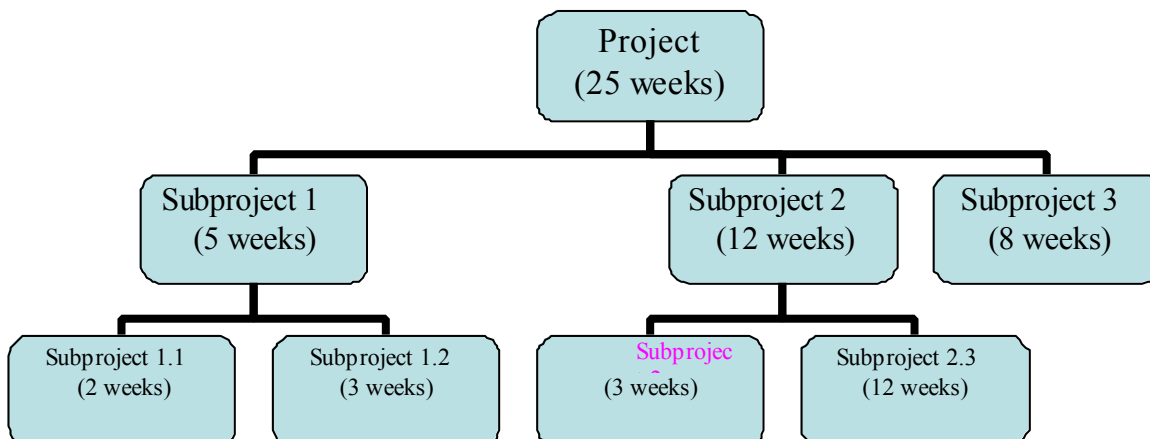 Project
(25 weeks)
Subproject 1
(5 weeks)
Subproject 2
(12 weeks)
Subproject 3
(8 weeks)
Subproject 1.1
(2 weeks)
Subproject 1.2
(3 weeks)
Subprojec
(3 weeks)
Subproject 2.3
(12 weeks)